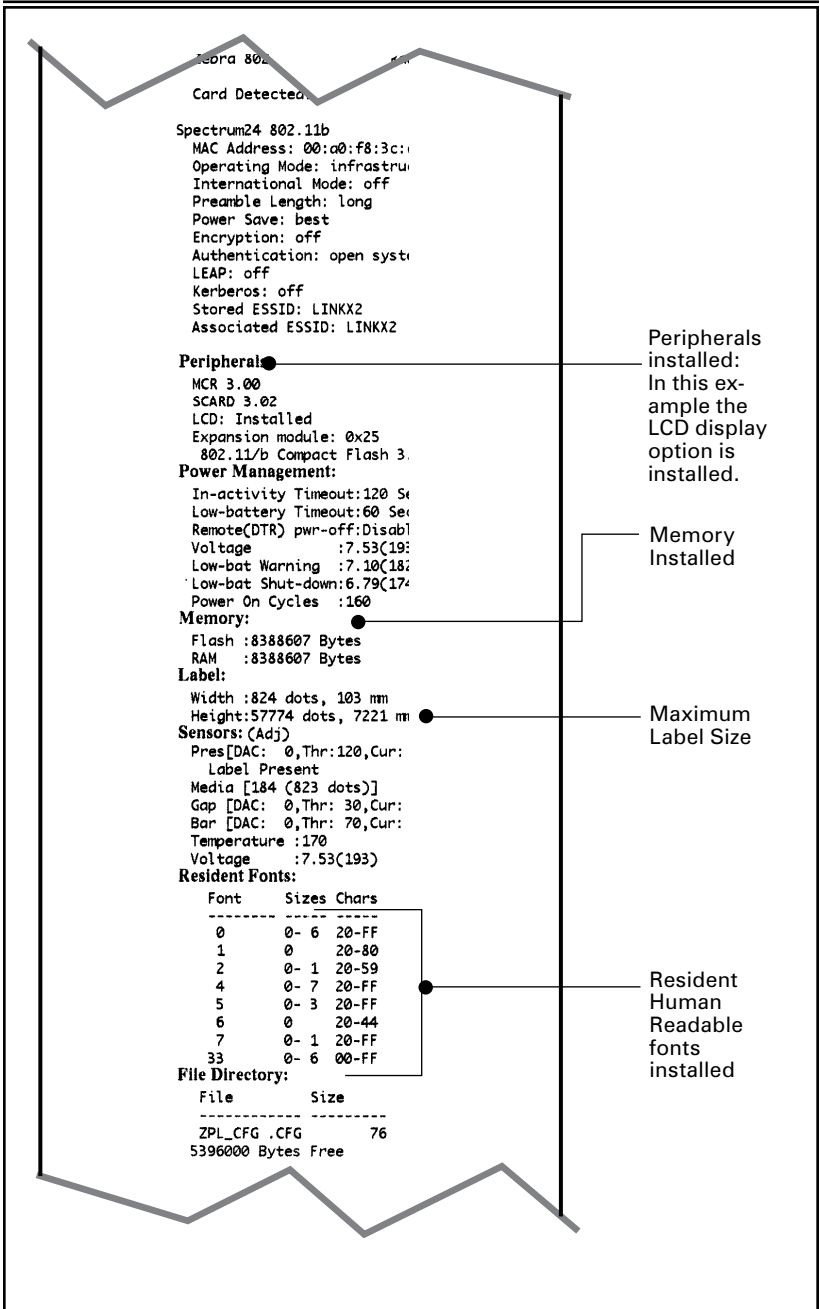 Zebra 802
Card Detected
Spectrum24 802.11b
MAC Address: 00:a0:f8:3c:
Operating Mode: infrastru
International Mode: off
Preamble Length: long
Power Save: best
Encryption: off
Authentication: open syst
LEAP: off
Kerberos: off
Stored ESSID: LINKX2
Associated ESSID: LINKX2
Peripherals
MCR 3.00
SCARD 3.02
LCD: Installed
Expansion module: 0x25
802.11/b Compact Flash 3.
Power Management:
In-activity Timeout:120 Se
Low-battery Timeout:60 Sec
Remote(DTR) pwr-off:Disabl
Voltage :7.53(193
Low-bat Warning :7.10(182
Low-bat Shut-down:6.79(174
Power On Cycles :160
Memory:
Flash :8388607 Bytes
RAM :8388607 Bytes
Label:
Width :824 dots, 103 mm
Height:57774 dots, 7221 mm
Sensors: (Adj)
Pres[DAC: 0,Thr:120,Cur:
Label Present
Media [184 (823 dots)]
Gap [DAC: 0,Thr: 30,Cur:
Bar [DAC: 0,Thr: 70,Cur:
Temperature :170
Voltage :7.53(193)
Resident Fonts:
Font Sizes Chars
-------- ----- -----
0 0- 6 20-FF
1 0 20-80
2 0- 1 20-59
4 0- 7 20-FF
5 0- 3 20-FF
6 0 20-44
7 0- 1 20-FF
33 0- 6 00-FF
File Directory:
File Size
------------ ---------
ZPL_CFG .CFG 76
5396000 Bytes Free
Peripherals
installed:
In this ex-
ample the
LCD display
option is
installed.
Memory
Installed
Maximum
Label Size
Resident
Human
Readable
fonts
installed